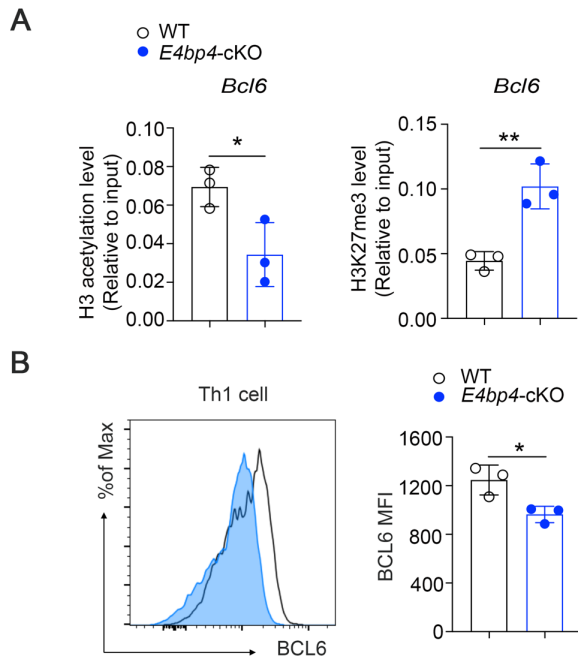 A
WT
E4bp4-cKO
Bcl6
H3 acetylation level
(Relative to input)
0.10
0.08
0.06
0.04
0.02
0.00
*
Bcl6
H3K27me3 level
(Relative to input)
0.15
0.10
0.05
0.00
**
B
Th1 cell
%of Max
BCL6
WT
E4bp4-cKO
BCL6 MFI
1600
1200
800
400
0
*